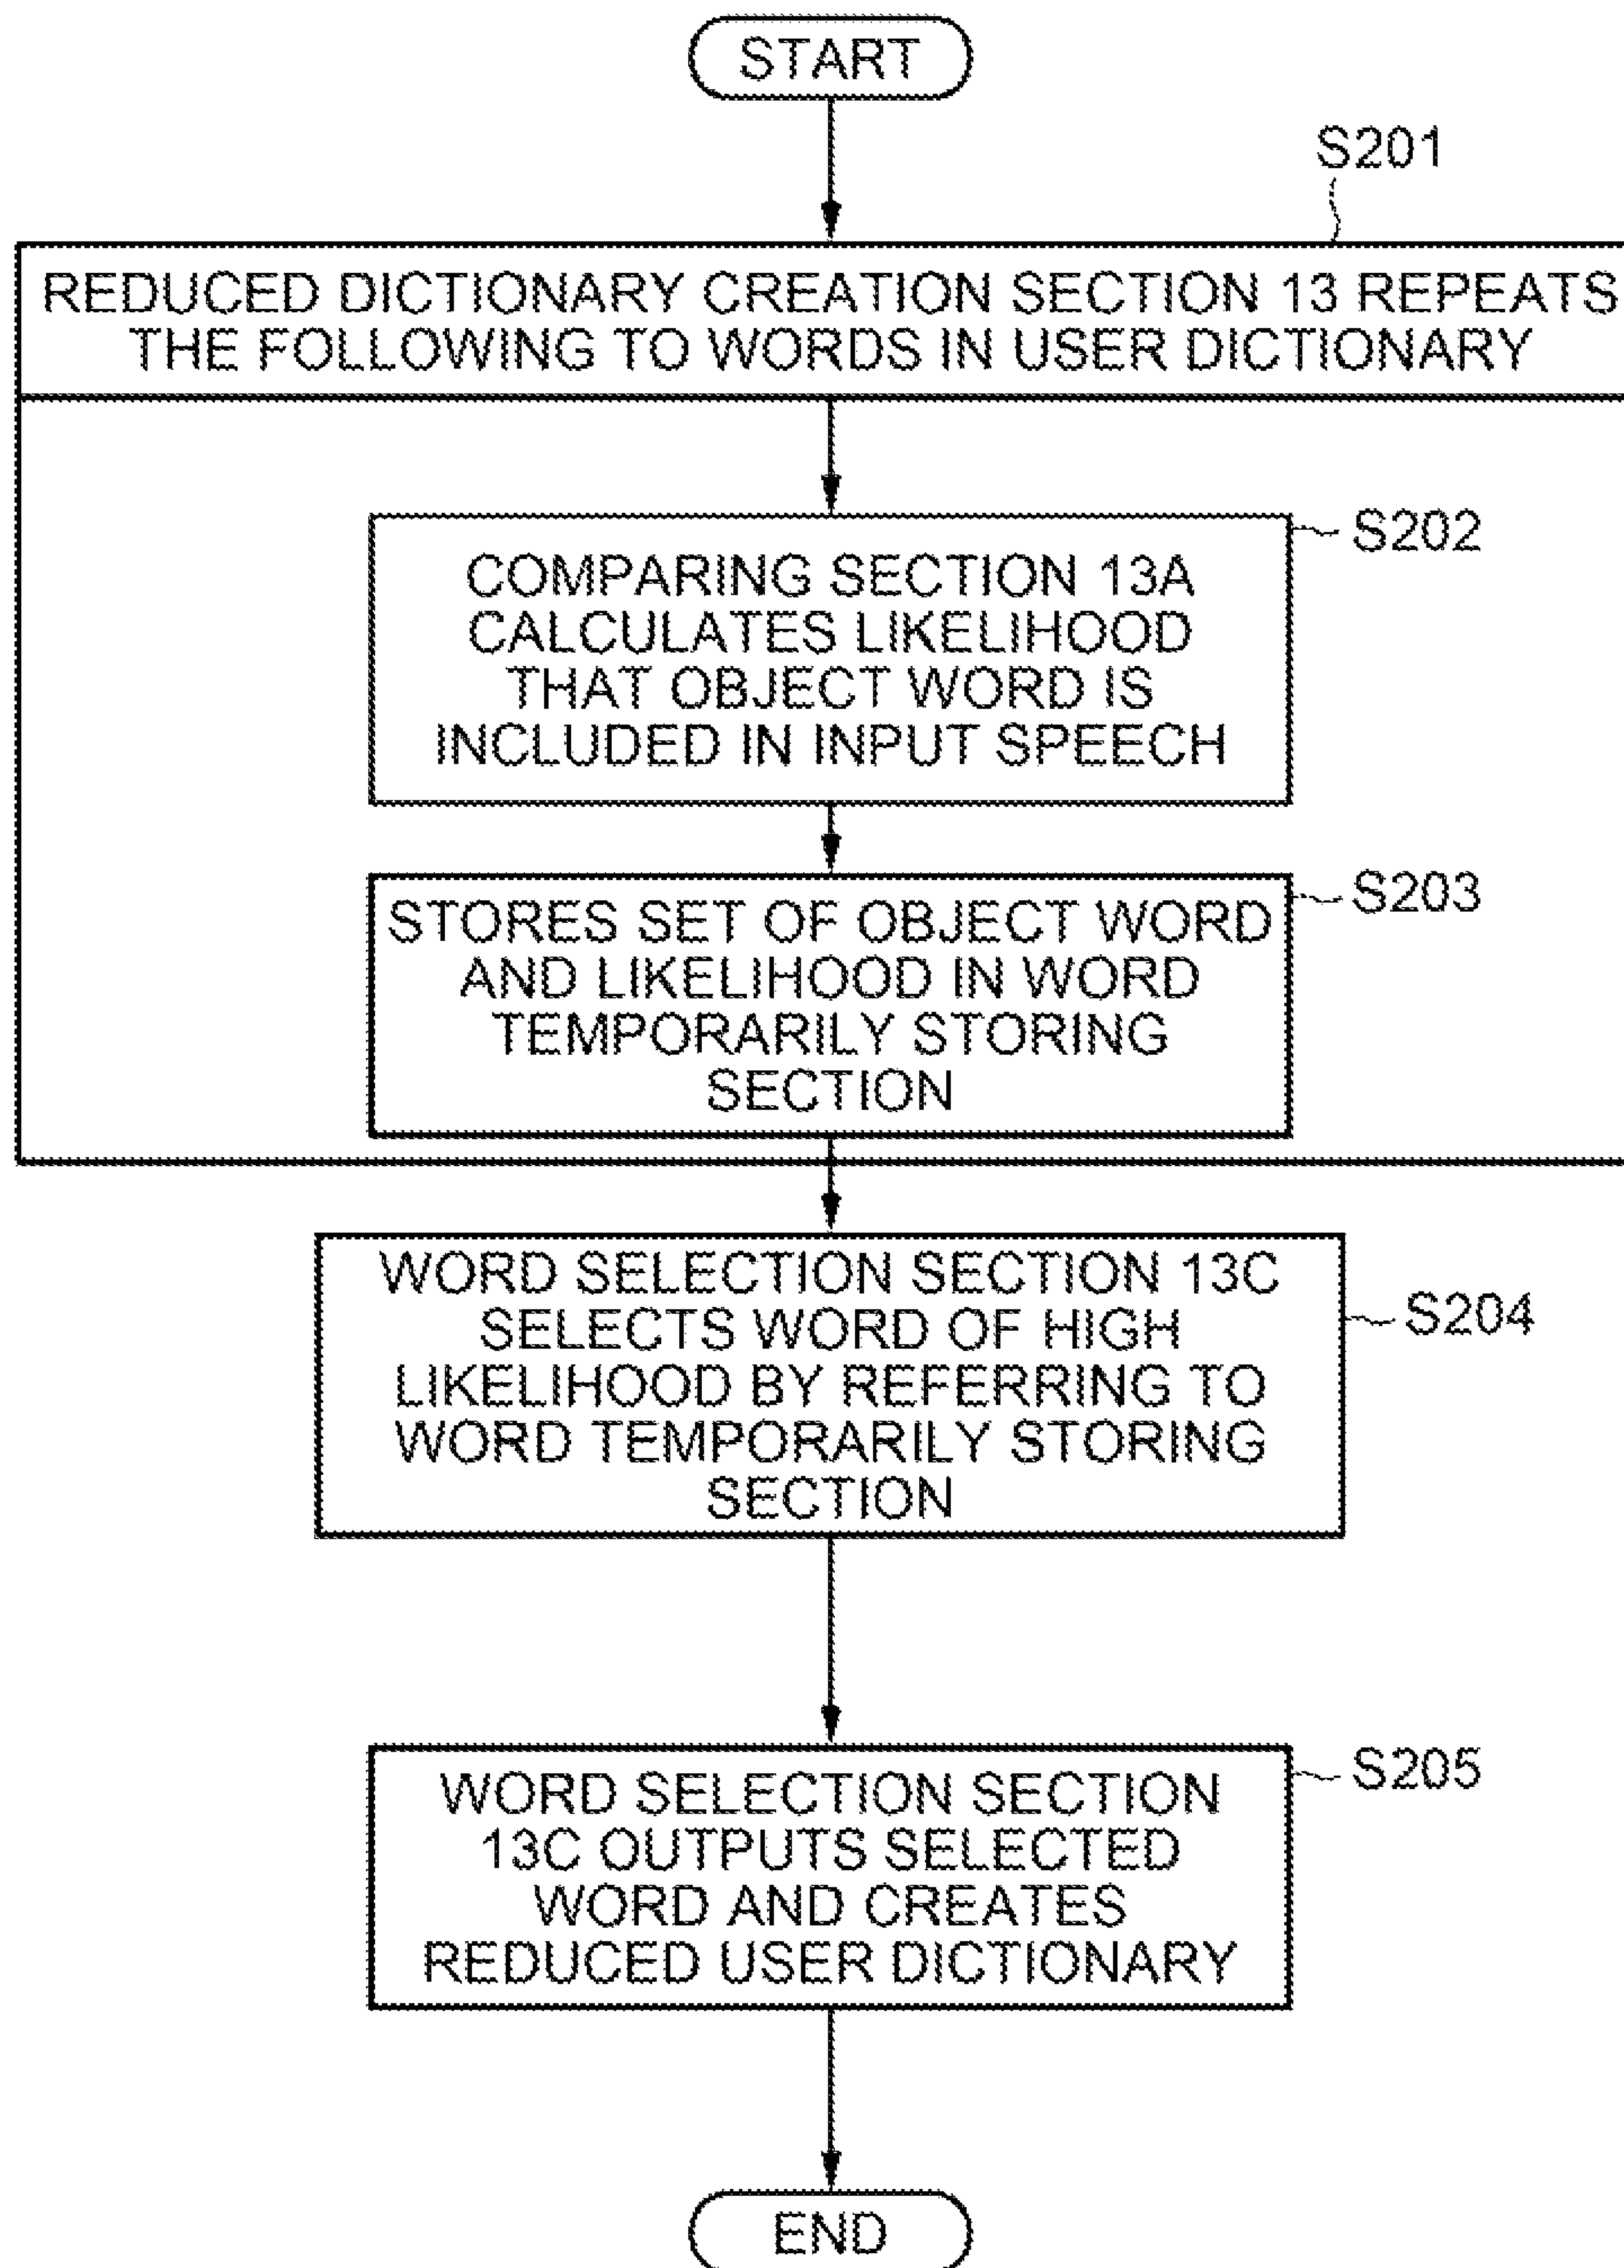 START
S201
REDUCED DICTIONARY CREATION SECTION 13 REPEATS
THE FOLLOWING TO WORDS IN USER DICTIONARY
S202
COMPARING SECTION 13A
CALCULATES LIKELIHOOD
THAT OBJECT WORD IS
INCLUDED IN INPUT SPEECH
S203
STORES SET OF OBJECT WORD
AND LIKELIHOOD IN WORD
TEMPORARILY STORING
SECTION
WORD SELECTION SECTION 13C
SELECTS WORD OF HIGH
LIKELIHOOD BY REFERRING TO
WORD TEMPORARILY STORING
SECTION
S204
WORD SELECTION SECTION
13C OUTPUTS SELECTED
WORD AND CREATES
REDUCED USER DICTIONARY
S205
END